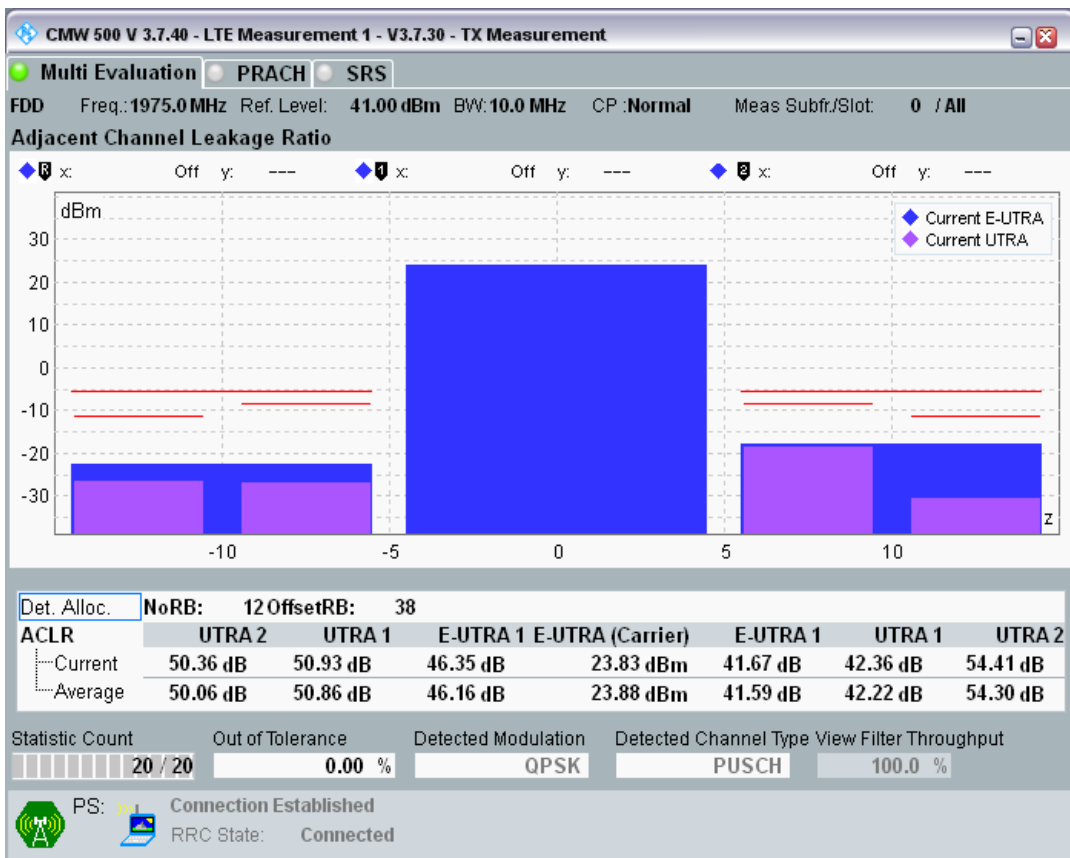 CMW 500 V 3.7.40 - LTE Measurement 1 - V3.7.30 - TX Measurement
Multi Evaluation PRACH SRS
FDD Freq.: 1975.0 MHz Ref. Level: 41.00 dBm BW: 10.0 MHz CP :Normal Meas Subfr./Slot: 0 / All
Adjacent Channel Leakage Ratio
R x: Off y: --- 1 x: Off y: --- 2 x: Off y: ---
dBm
Current E-UTRA
Current UTRA
30
20
10
0
-10
-20
-30
z
-10 -5 0 5 10
Det. Alloc. NoRB: 12 OffsetRB: 38
ACLR UTRA 2 UTRA 1 E-UTRA 1 E-UTRA (Carrier) E-UTRA 1 UTRA 1 UTRA 2
Current 50.36 dB 50.93 dB 46.35 dB 23.83 dBm 41.67 dB 42.36 dB 54.41 dB
Average 50.06 dB 50.86 dB 46.16 dB 23.88 dBm 41.59 dB 42.22 dB 54.30 dB
Statistic Count Out of Tolerance Detected Modulation Detected Channel Type View Filter Throughput
20 / 20 0.00 % QPSK PUSCH 100.0 %
PS: Connection Established
RRC State: Connected